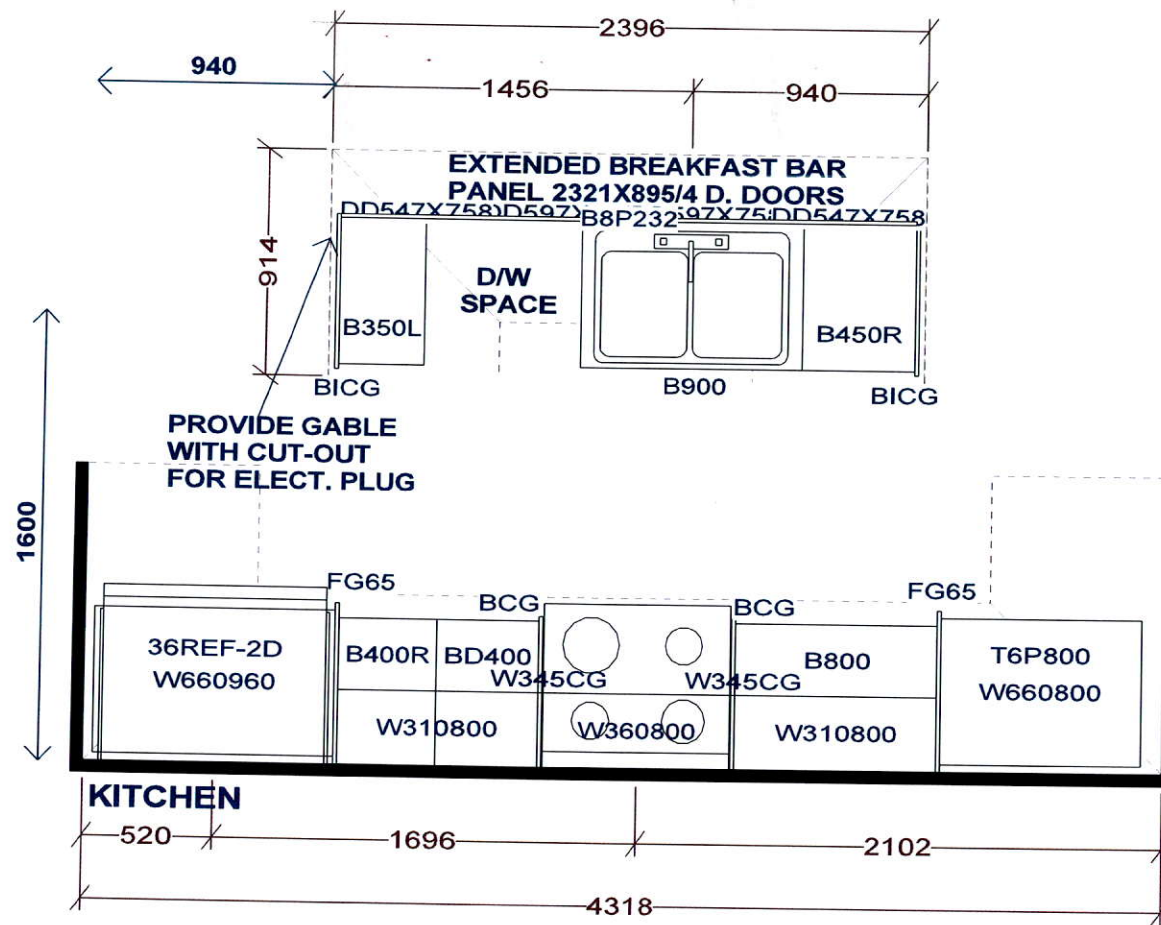 2396
940
1456
940
EXTENDED BREAKFAST BAR
PANEL 2321X895/4 D. DOORS
DD547X758
DD547X758
B8P232
914
D/W
SPACE
B350L
B450R
BICG
B900
BICG
PROVIDE GABLE
WITH CUT-OUT
FOR ELECT. PLUG
1600
FG65
BCG
BCG
FG65
36REF-2D
W660960
B400R
BD400
W345CG
W345CG
B800
T6P800
W660800
W310800
W360800
W310800
KITCHEN
520
1696
2102
4318